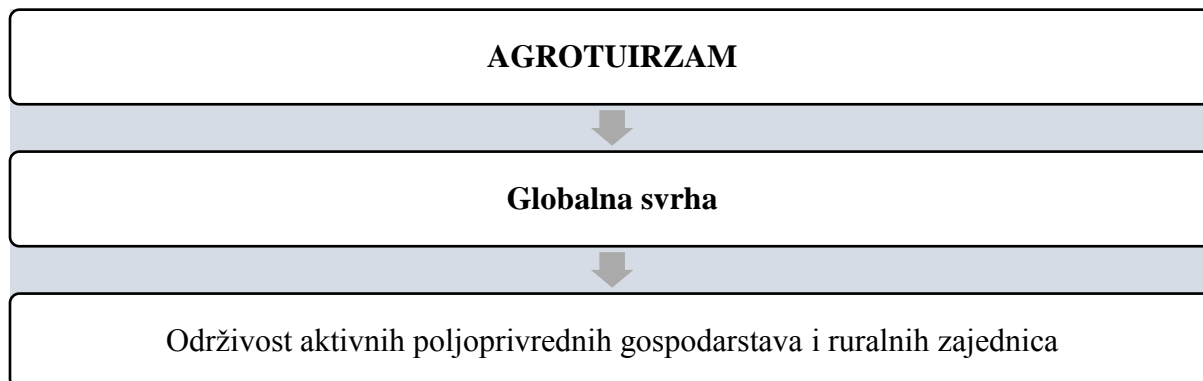 AGROTUIRZAM
Globalna svrha
Održivost aktivnih poljoprivrednih gospodarstava i ruralnih zajednica